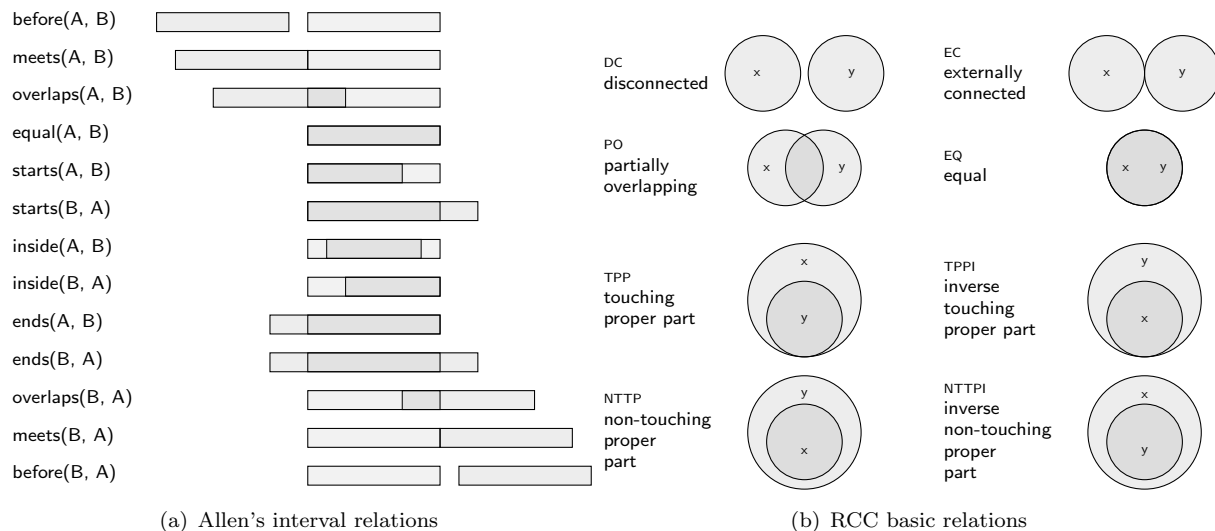 before(A, B)
meets(A, B)
overlaps(A, B)
equal(A, B)
starts(A, B)
starts(B, A)
inside(A, B)
inside(B, A)
ends(A, B)
ends(B, A)
overlaps(B, A)
meets(B, A)
before(B, A)
(a) Allen's interval relations
DC
disconnected
x
y
EC
externally
connected
x
y
PO
partially
overlapping
x
y
EQ
equal
x
y
TPP
touching
proper part
x
y
TPPI
inverse
touching
proper part
y
x
NTTP
non-touching
proper
part
y
x
NTTPI
inverse
non-touching
proper
part
x
y
(b) RCC basic relations